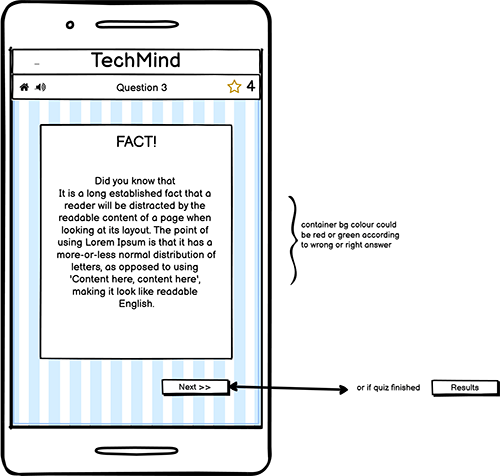 TechMind
Question 3
4
FACT!
Did you know that
It is a long established fact that a
reader will be distracted by the
readable content of a page when
looking at its layout. The point of
using Lorem Ipsum is that it has a
more-or-less normal distribution of
letters, as opposed to using
'Content here, content here',
making it look like readable
English.
container bg colour could
be red or green according
to wrong or right answer
Next >>
or if quiz finished
Results